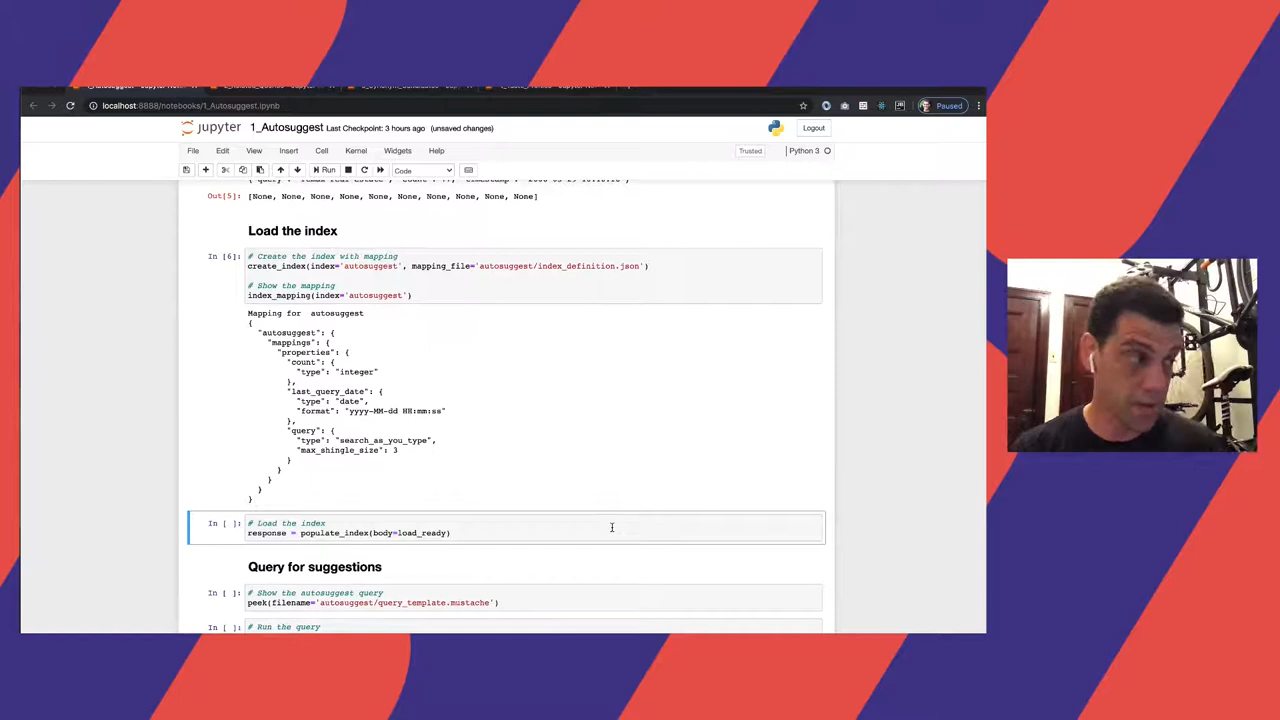 localhost:8888/notebooks/1_Autosuggest.ipynb
Paused
jupyter 1_Autosuggest Last Checkpoint: 3 hours ago (unsaved changes)
Logout
File Edit View Insert Cell Kernel Widgets Help
Trusted Python 3
Run Code
Out[5]: [None, None, None, None, None, None, None, None, None, None]
Load the index
In [6]: # Create the index with mapping
create_index(index='autosuggest', mapping_file='autosuggest/index_definition.json')
# Show the mapping
index_mapping(index='autosuggest')
Mapping for autosuggest
{
"autosuggest": {
"mappings": {
"properties": {
"count": {
"type": "integer"
},
"last_query_date": {
"type": "date",
"format": "yyyy-MM-dd HH:mm:ss"
},
"query": {
"type": "search_as_you_type",
"max_shingle_size": 3
}
}
}
}
}
In [ ]: # Load the index
response = populate_index(body=load_ready)
Query for suggestions
In [ ]: # Show the autosuggest query
peek(filename='autosuggest/query_template.mustache')
In [ ]: # Run the query